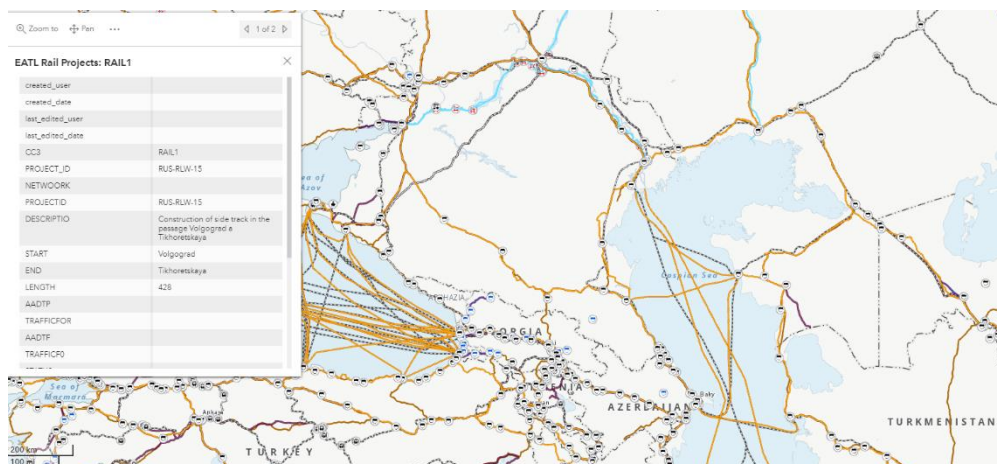 Zoom to Pan ... 1 of 2
EATL Rail Projects: RAIL1
created_user
created_date
last_edited_user
last_edited_date
CC3 RAIL1
PROJECT_ID RUS-RLW-15
NETWOORK
PROJECTID RUS-RLW-15
DESCRIPTIO Construction of side track in the
passage Volgograd a
Tikhoretskaya
START Volgograd
END Tikhoretskaya
LENGTH 428
AADTP
TRAFFICFOR
AADTF
TRAFFICF0
Sea of
Azov
Caspian Sea
GEORGIA
AZERBAIJAN
Baky
TURKMENISTAN
Sea of
Marmara
Ankara
TURKEY
200 km
100 mi